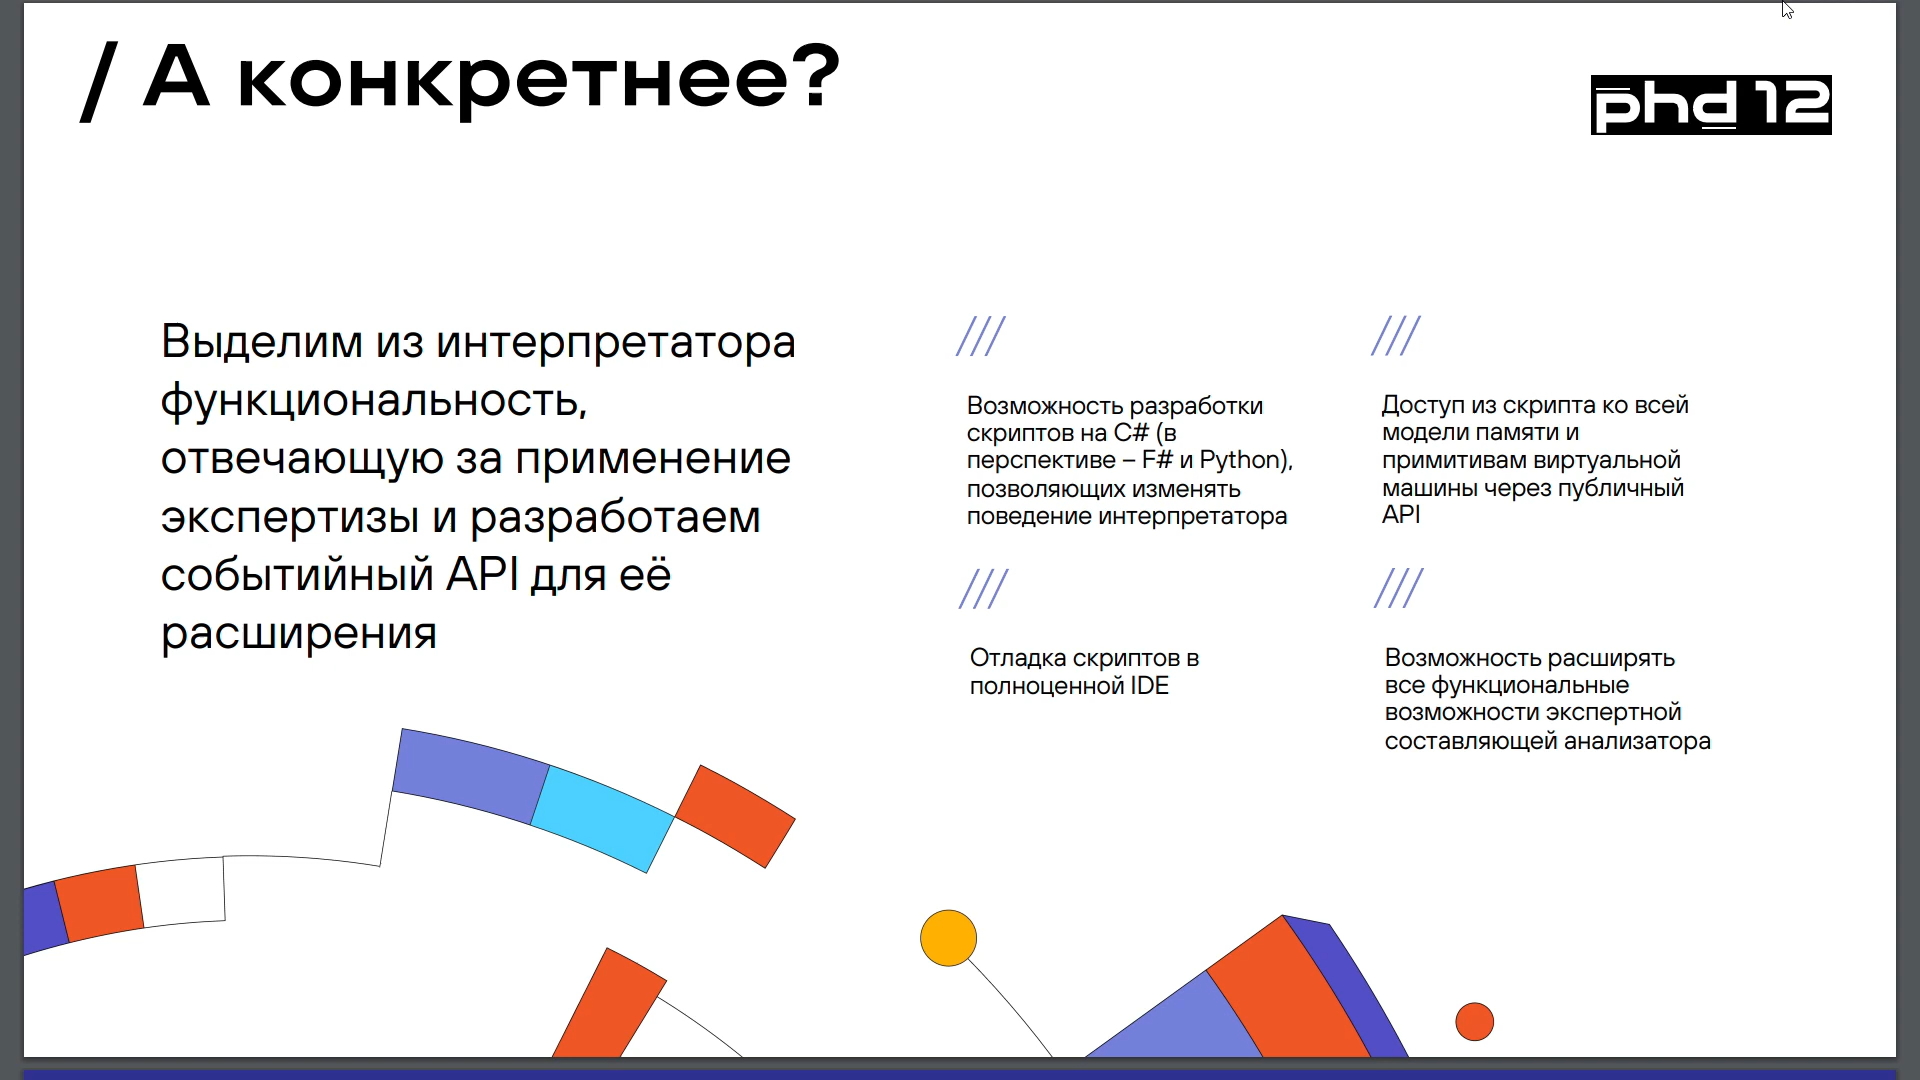 / А конкретнее?
phd 12
Выделим из интерпретатора
функциональность,
отвечающую за применение
экспертизы и разработаем
событийный API для её
расширения
Возможность разработки
скриптов на C# (в
перспективе – F# и Python),
позволяющих изменять
поведение интерпретатора
Доступ из скрипта ко всей
модели памяти и
примитивам виртуальной
машины через публичный
API
Отладка скриптов в
полноценной IDE
Возможность расширять
все функциональные
возможности экспертной
составляющей анализатора